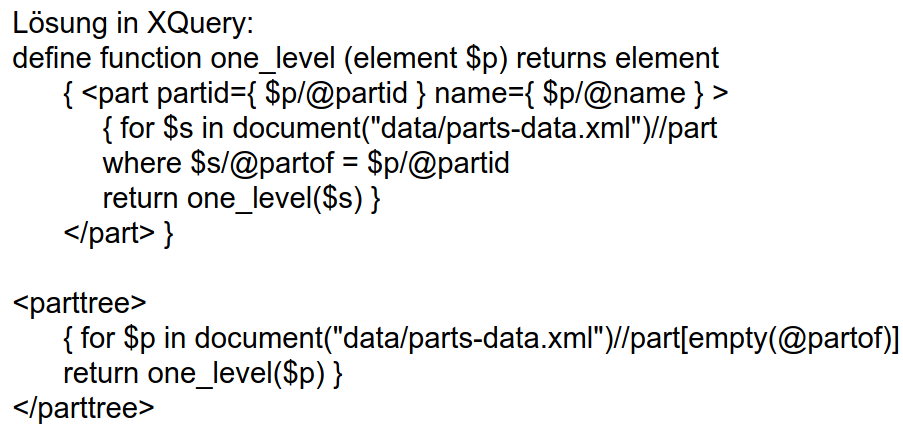 Lösung in XQuery:
define function one_level (element $p) returns element
{ <part partid={ $p/@partid } name={ $p/@name } >
{ for $s in document("data/parts-data.xml")//part
where $s/@partof = $p/@partid
return one_level($s) }
</part> }
<parttree>
{ for $p in document("data/parts-data.xml")//part[empty(@partof)]
return one_level($p) }
</parttree>